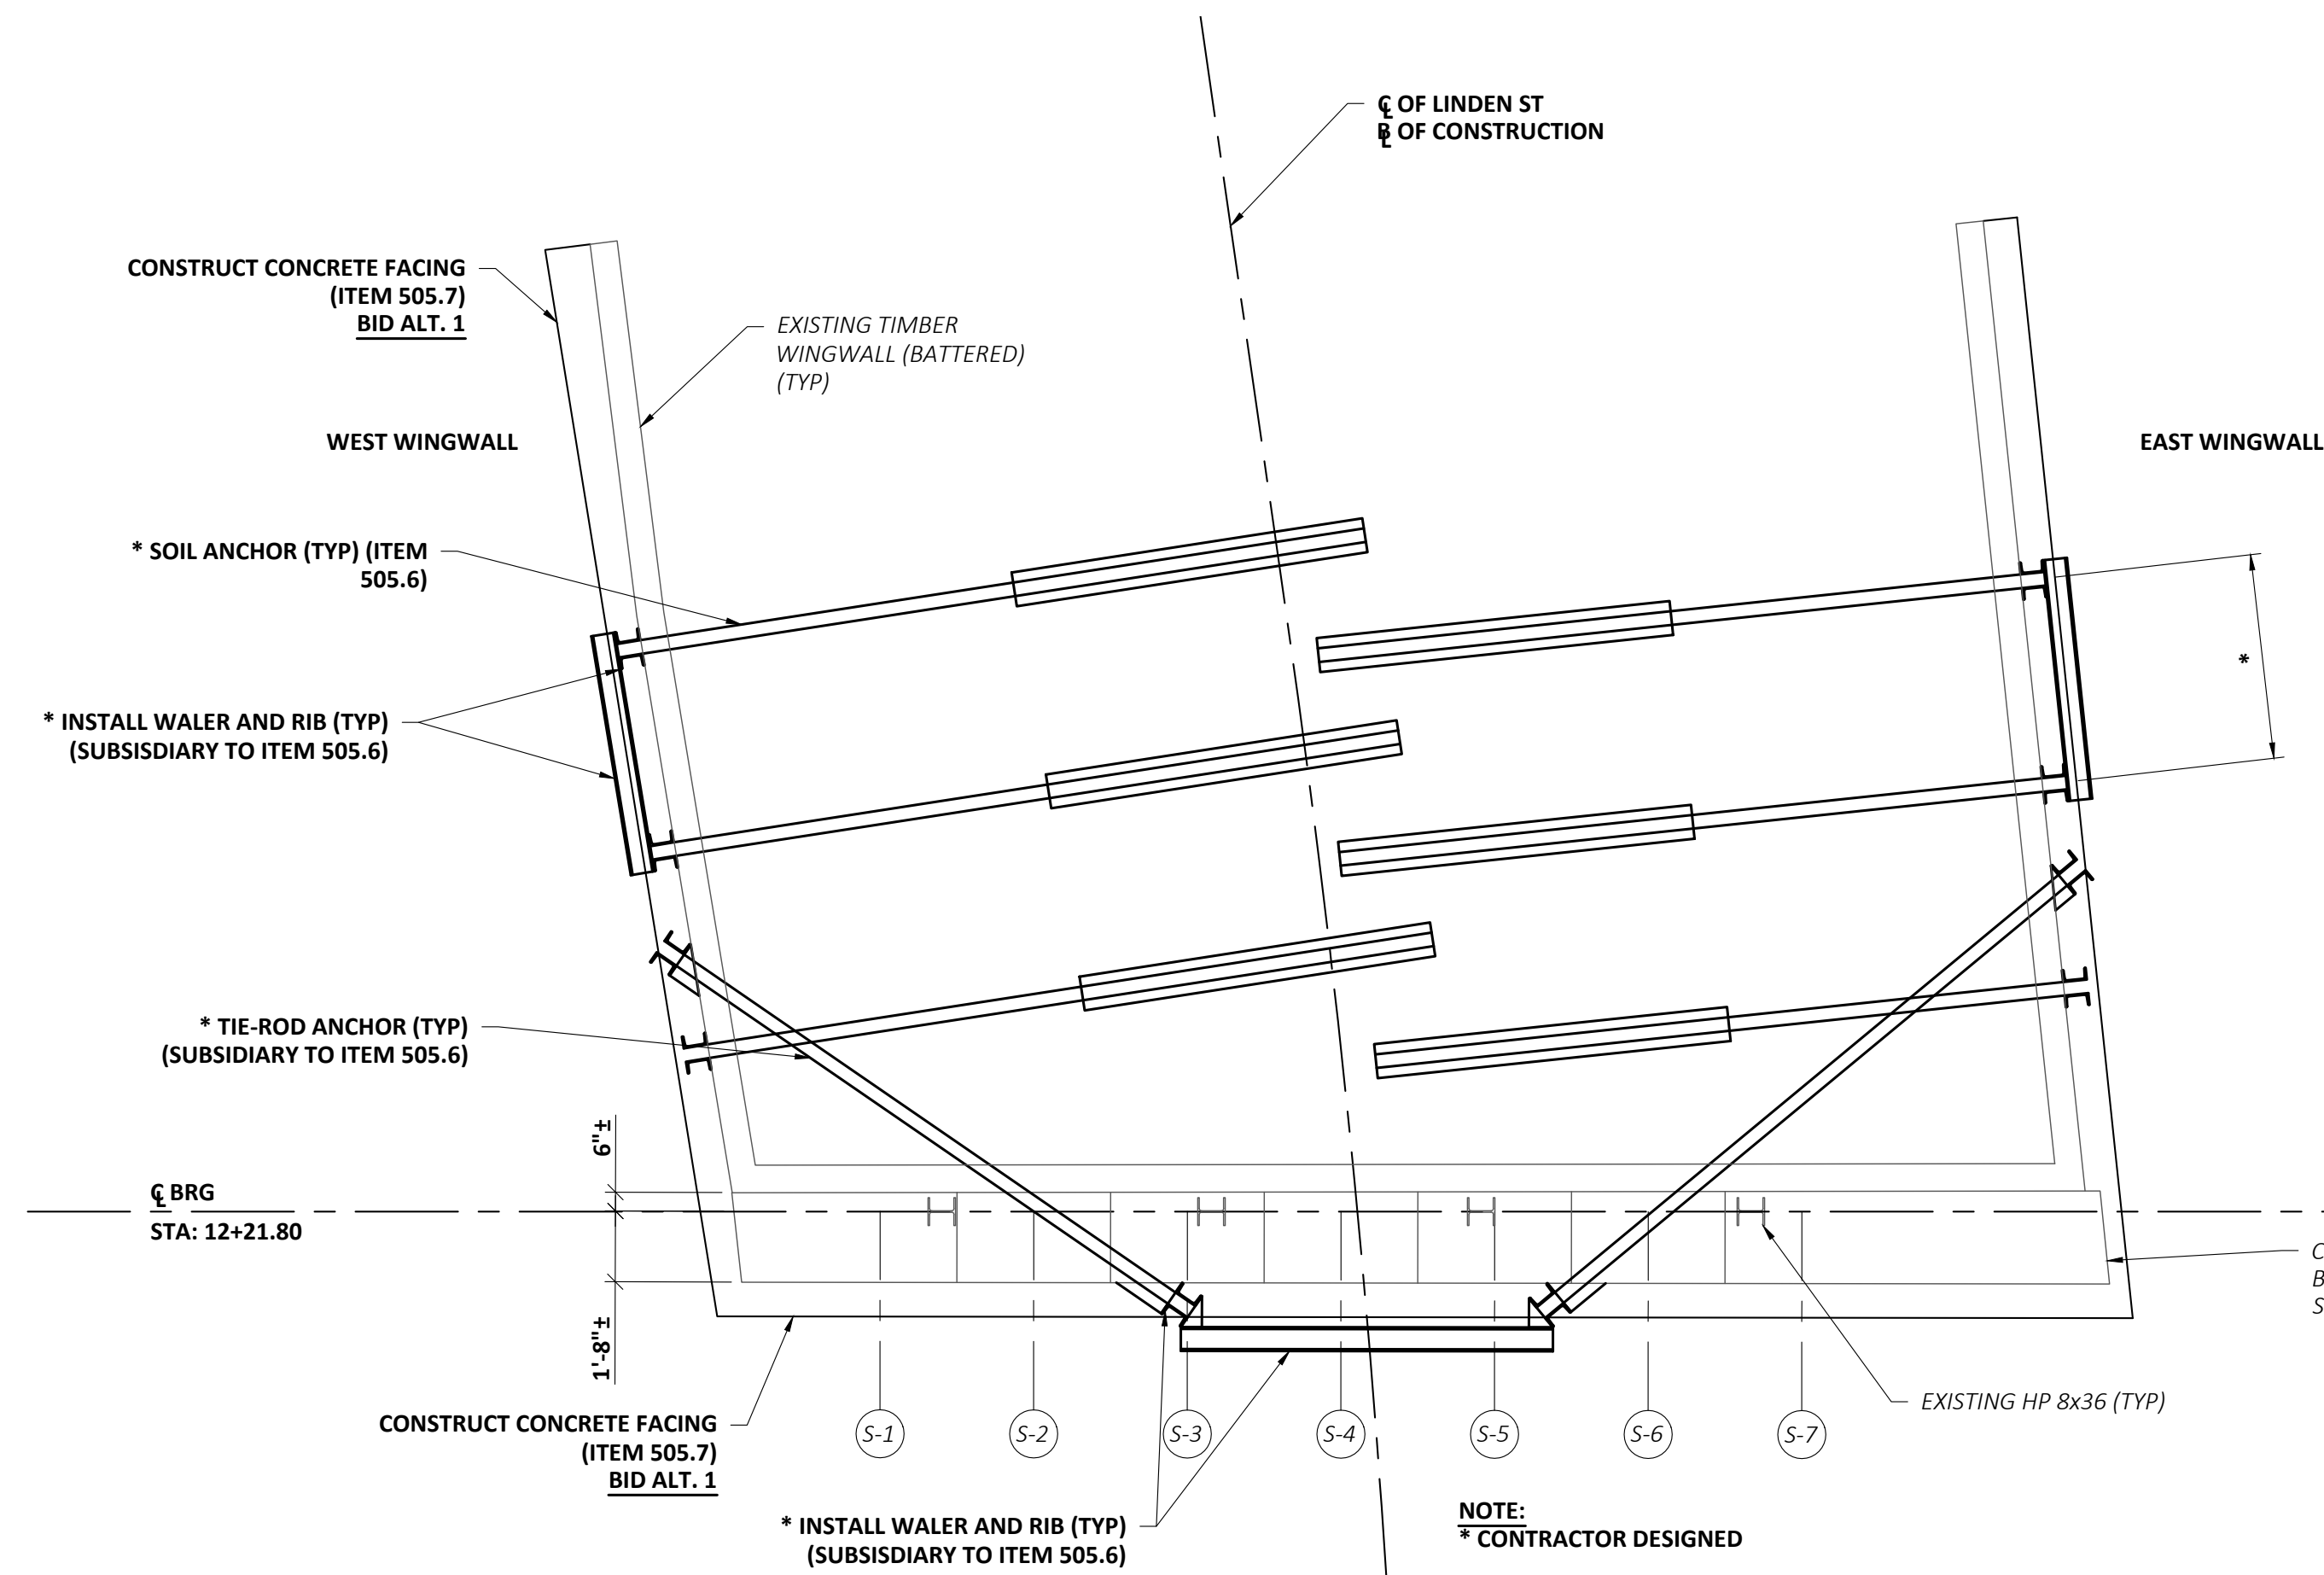 ℄ OF LINDEN ST
B̲L OF CONSTRUCTION
CONSTRUCT CONCRETE FACING
(ITEM 505.7)
BID ALT. 1
EXISTING TIMBER
WINGWALL (BATTERED)
(TYP)
WEST WINGWALL
EAST WINGWALL
* SOIL ANCHOR (TYP) (ITEM
505.6)
*
* INSTALL WALER AND RIB (TYP)
(SUBSISDIARY TO ITEM 505.6)
* TIE-ROD ANCHOR (TYP)
(SUBSIDIARY TO ITEM 505.6)
6"±
℄ BRG
STA: 12+21.80
1'-8"±
C
B
S
EXISTING HP 8x36 (TYP)
CONSTRUCT CONCRETE FACING
(ITEM 505.7)
BID ALT. 1
S-1 S-2 S-3 S-4 S-5 S-6 S-7
* INSTALL WALER AND RIB (TYP)
(SUBSISDIARY TO ITEM 505.6)
NOTE:
* CONTRACTOR DESIGNED